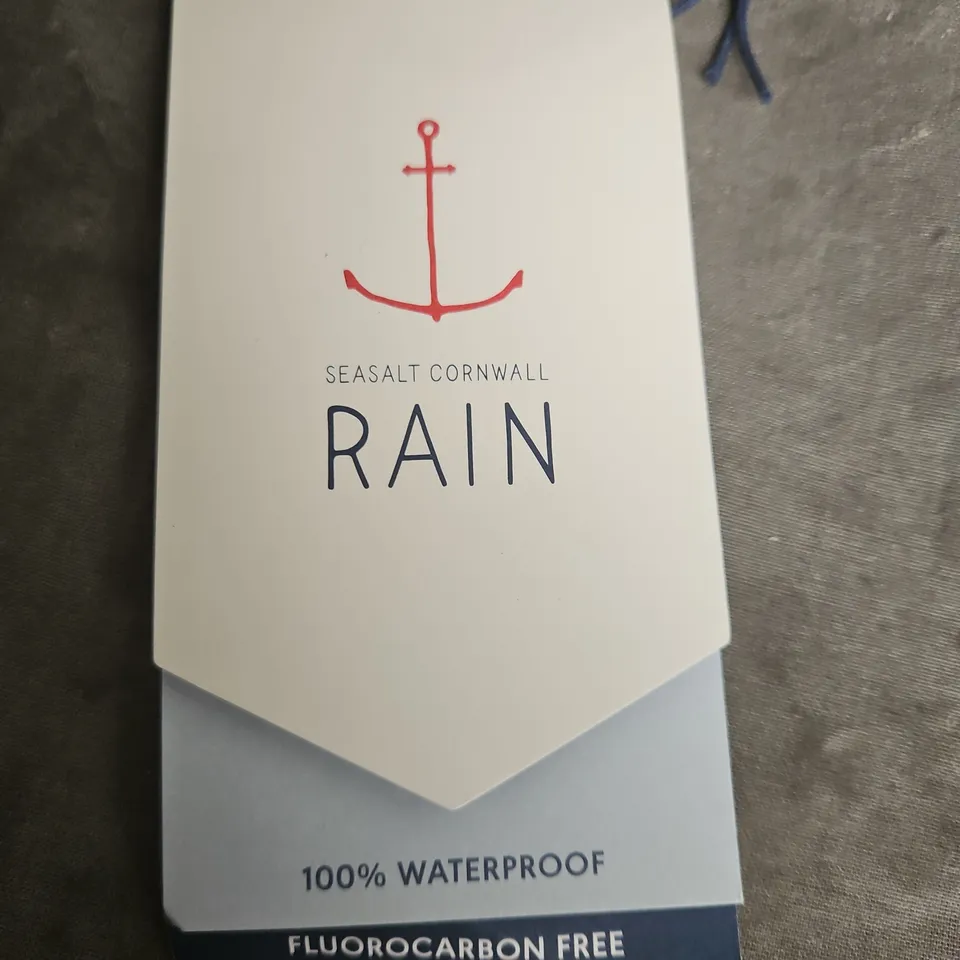 SEASALT CORNWALL
RAIN
100% WATERPROOF
FLUOROCARBON FREE